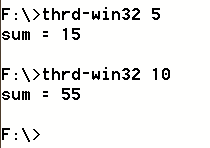 F:\>thrd-win32 5
sum = 15
F:\>thrd-win32 10
sum = 55
F:\>